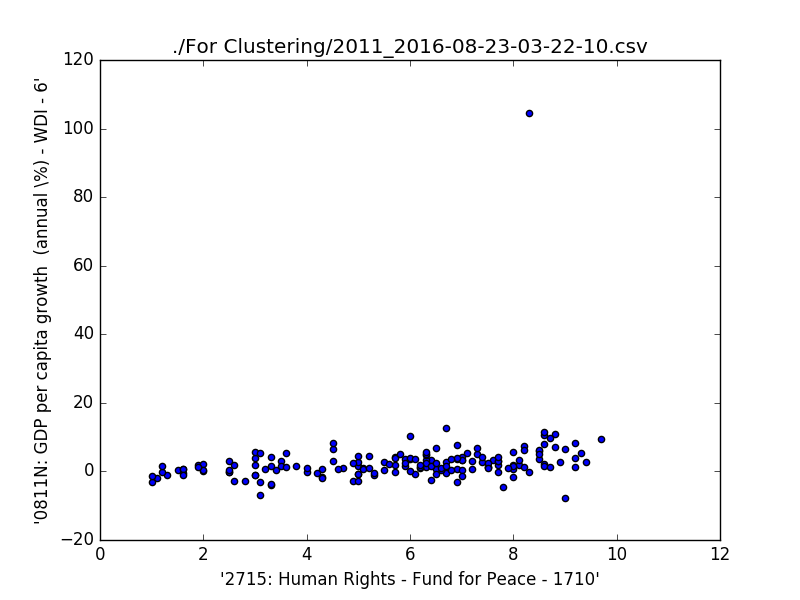 ./For Clustering/2011_2016-08-23-03-22-10.csv
120
100
80
60
40
20
0
−20
'0811N: GDP per capita growth  (annual \%) - WDI - 6'
0 2 4 6 8 10 12
'2715: Human Rights - Fund for Peace - 1710'